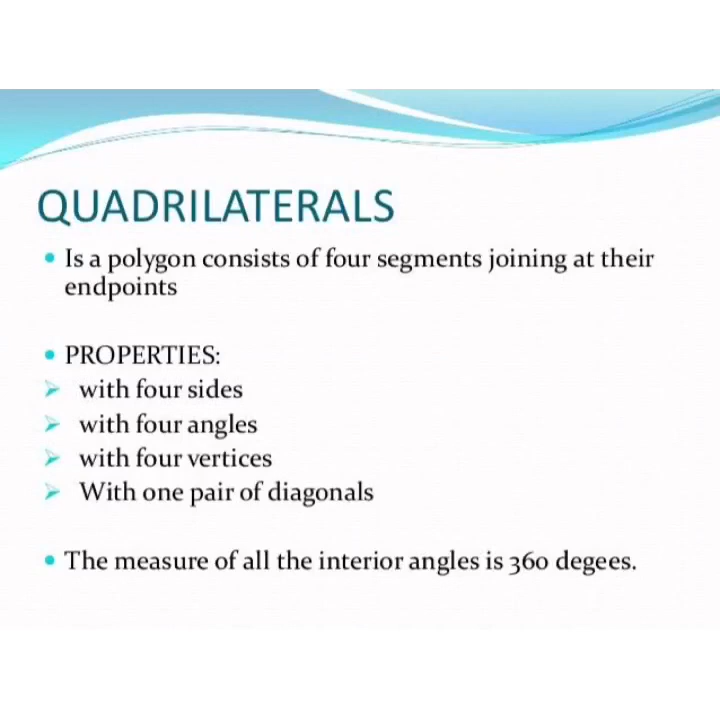 QUADRILATERALS
Is a polygon consists of four segments joining at their
endpoints
PROPERTIES:
with four sides
with four angles
with four vertices
With one pair of diagonals
The measure of all the interior angles is 360 degees.